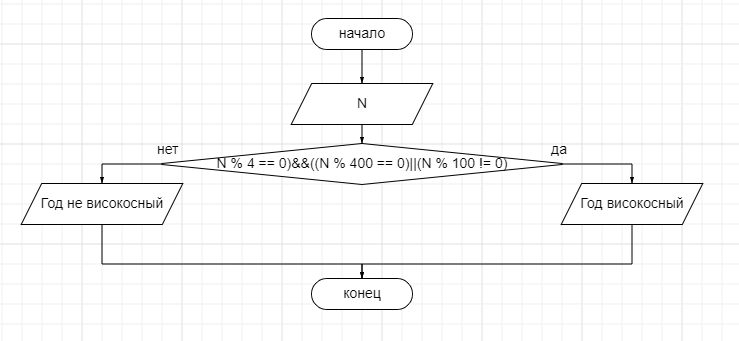 начало
N
нет
да
N % 4 == 0)&&((N % 400 == 0)||(N % 100 != 0)
Год не високосный
Год високосный
конец